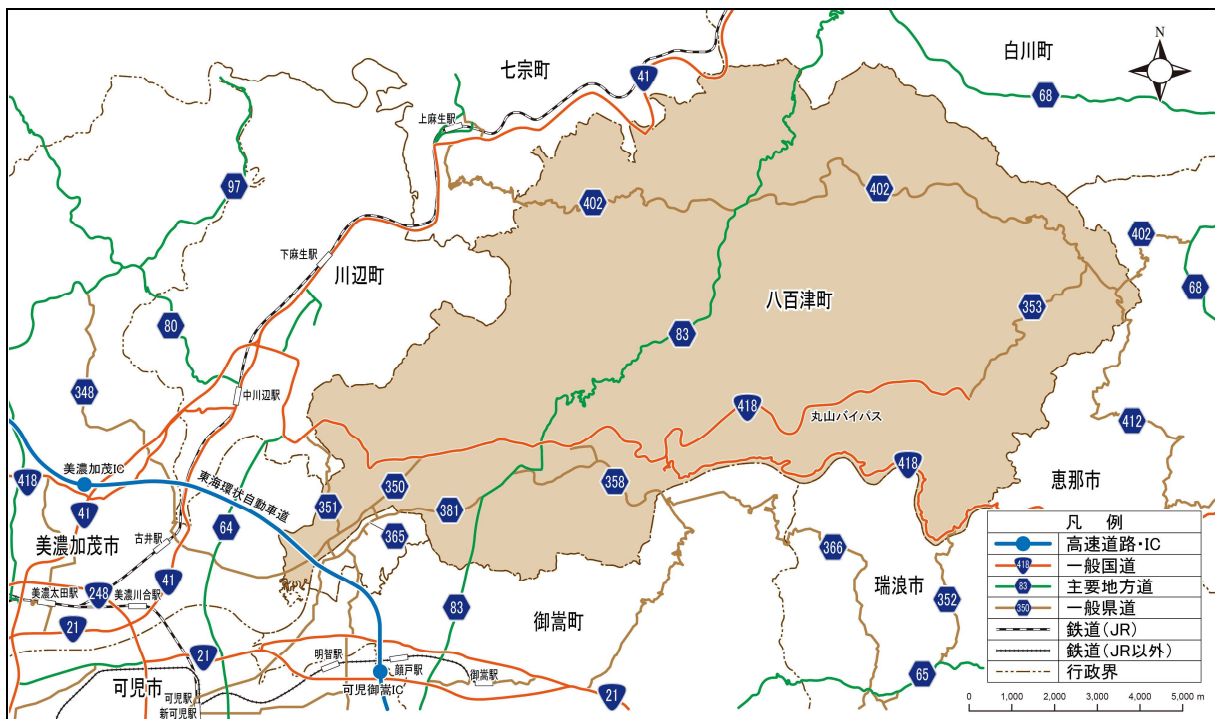 白川町
N
七宗町
41
68
上麻生駅
97
402
402
402
下麻生駅
川辺町
八百津町
68
353
80
83
348
中川辺駅
418
丸山バイパス
412
美濃加茂IC
418
東海環状自動車道
418
恵那市
350
358
351
381
41
64
365
古井駅
美濃加茂市
366
瑞浪市
352
41
248
美濃太田駅
美濃川合駅
21
83
御嵩町
21
明智駅
顔戸駅
御嵩駅
可児市
可児駅
新可児駅
可児御嵩IC
21
65
凡 例
高速道路・IC
418 一般国道
83 主要地方道
350 一般県道
鉄道(JR)
鉄道(JR以外)
行政界
0 1,000 2,000 3,000 4,000 5,000 m